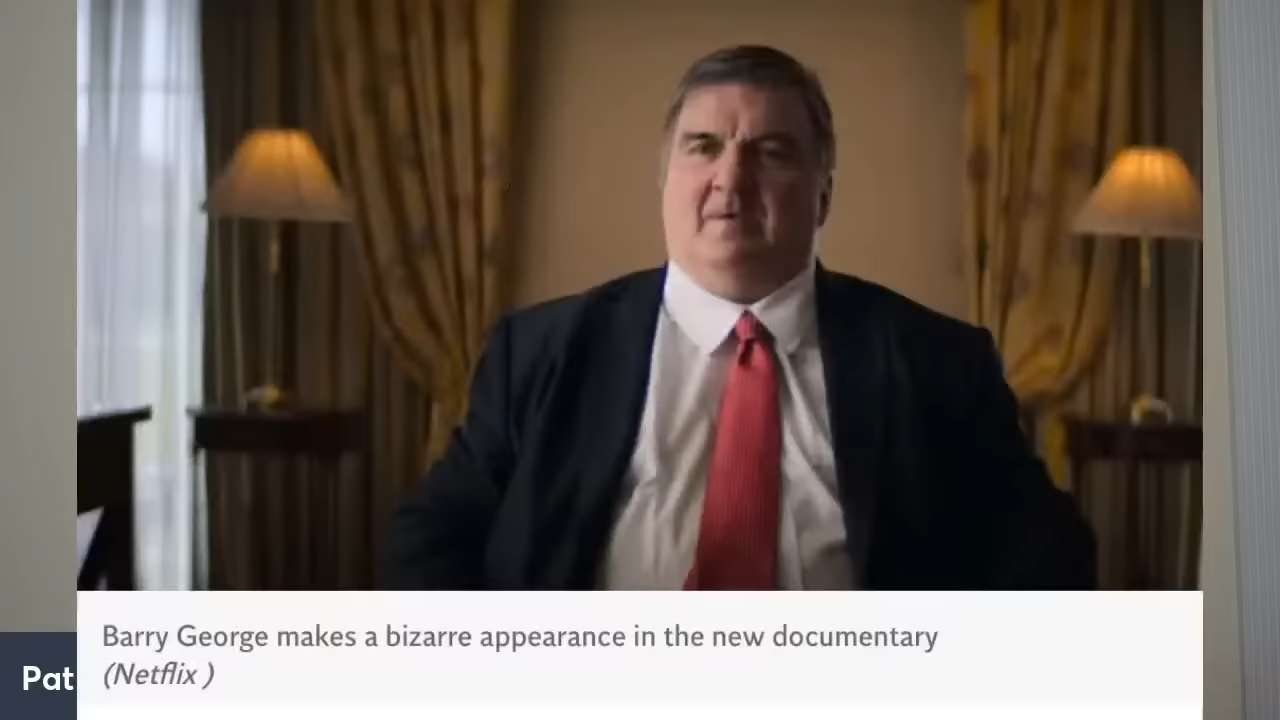 Barry George makes a bizarre appearance in the new documentary
(Netflix )
Pat